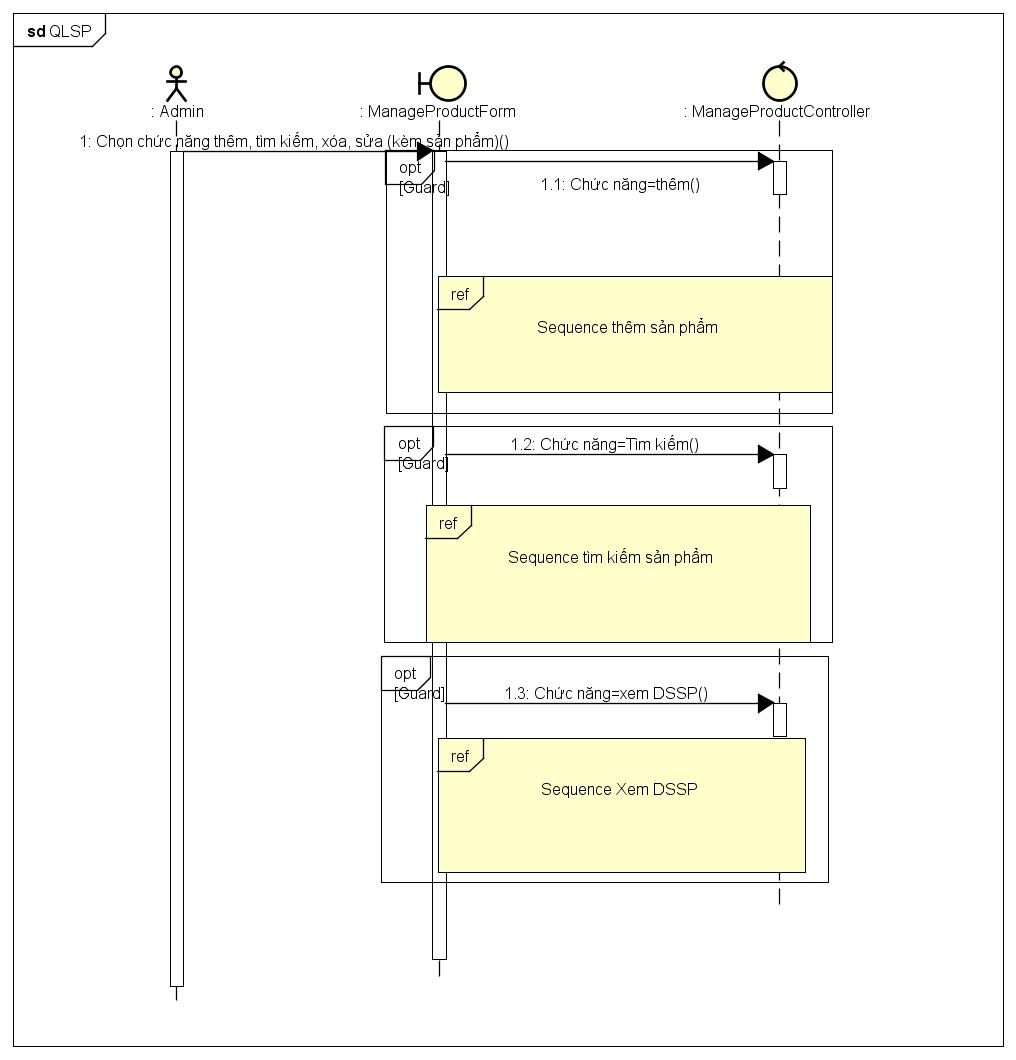 sd QLSP
: Admin
: ManageProductForm
: ManageProductController
1: Chọn chức năng thêm, tìm kiếm, xóa, sửa (kèm sản phẩm)()
opt
[Guard]
1.1: Chức năng=thêm()
ref
Sequence thêm sản phẩm
opt
[Guard]
1.2: Chức năng=Tìm kiếm()
ref
Sequence tìm kiếm sản phẩm
opt
[Guard]
1.3: Chức năng=xem DSSP()
ref
Sequence Xem DSSP